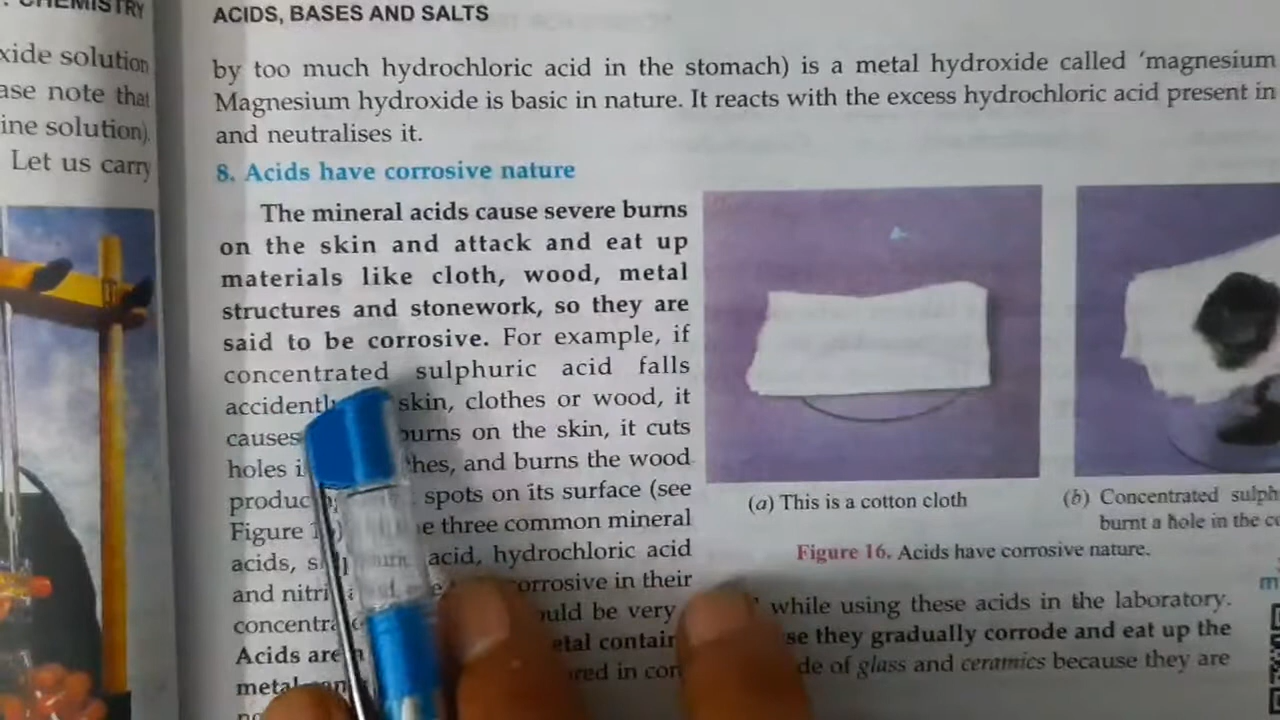 CHEMISTRY
xide solution
ase note that
ine solution).
Let us carry
ACIDS, BASES AND SALTS
by too much hydrochloric acid in the stomach) is a metal hydroxide called ‘magnesium
Magnesium hydroxide is basic in nature. It reacts with the excess hydrochloric acid present in
and neutralises it.
8. Acids have corrosive nature
The mineral acids cause severe burns
on the skin and attack and eat up
materials like cloth, wood, metal
structures and stonework, so they are
said to be corrosive. For example, if
concentrated sulphuric acid falls
accidently skin, clothes or wood, it
causes burns on the skin, it cuts
holes i hes, and burns the wood
produc spots on its surface (see
Figure 1 e three common mineral
acids, s acid, hydrochloric acid
and nitri orrosive in their
concentra ould be very while using these acids in the laboratory.
Acids are etal contain se they gradually corrode and eat up the
metal red in con de of glass and ceramics because they are
(a) This is a cotton cloth
(b) Concentrated sulph
burnt a hole in the co
Figure 16. Acids have corrosive nature.